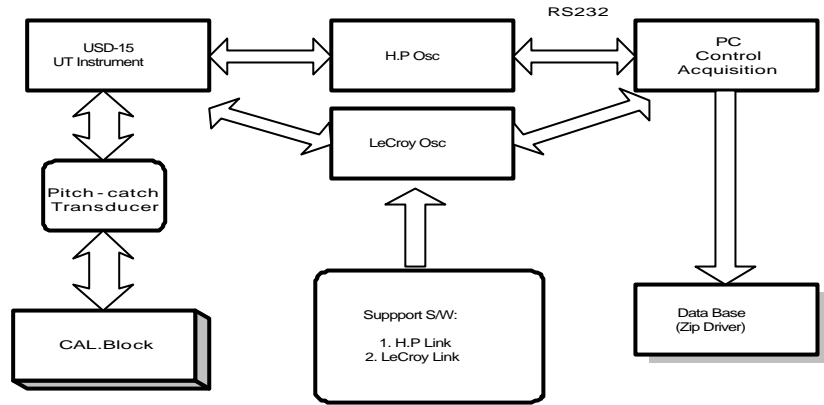 RS232
USD-15
UT Instrument
H.P Osc
PC
Control
Acquisition
LeCroy Osc
Pitch-catch
Transducer
CAL.Block
Suppport S/W:
1. H.P Link
2. LeCroy Link
Data Base
(Zip Driver)